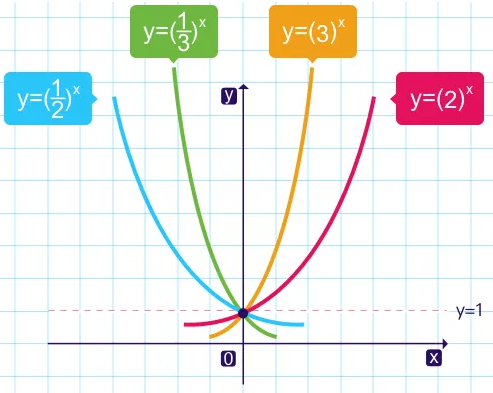 y=(1/3)ˣ
y=(3)ˣ
y=(1/2)ˣ
y
y=(2)ˣ
y=1
0
x